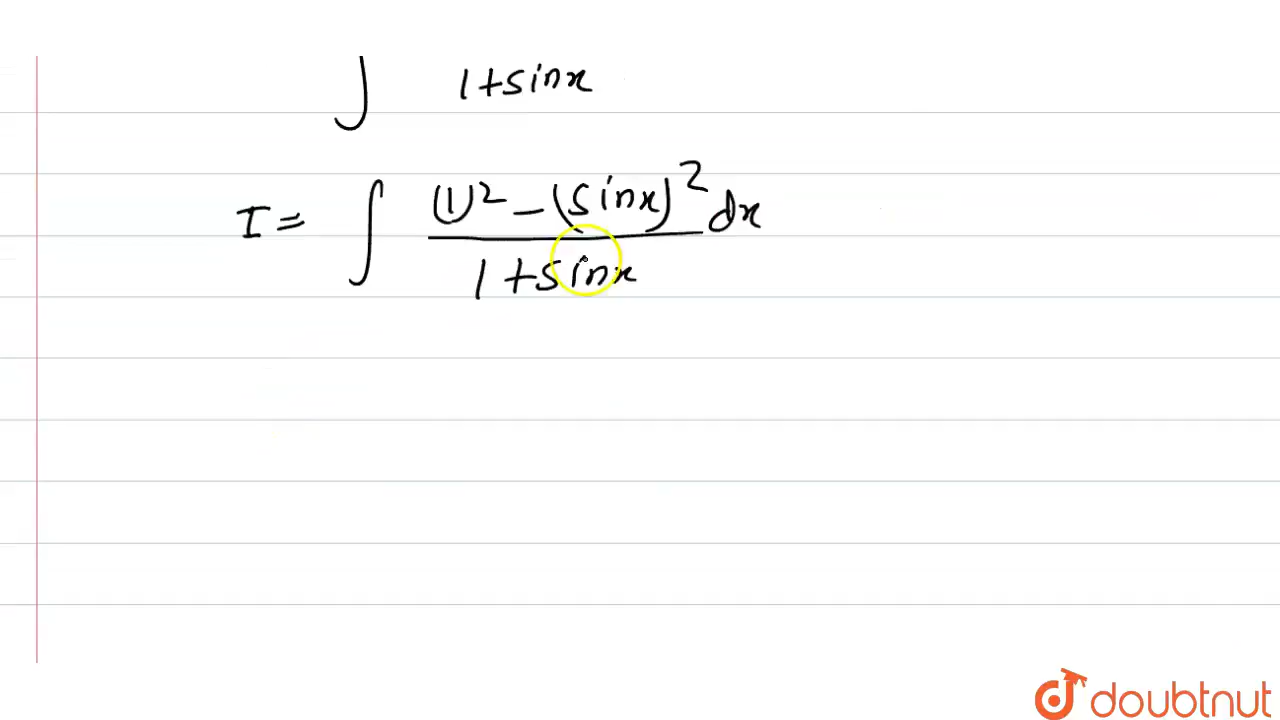 ∫ 1+sinx
I = ∫ (1)² - (sinx)² dx
1+sinx
doubtnut